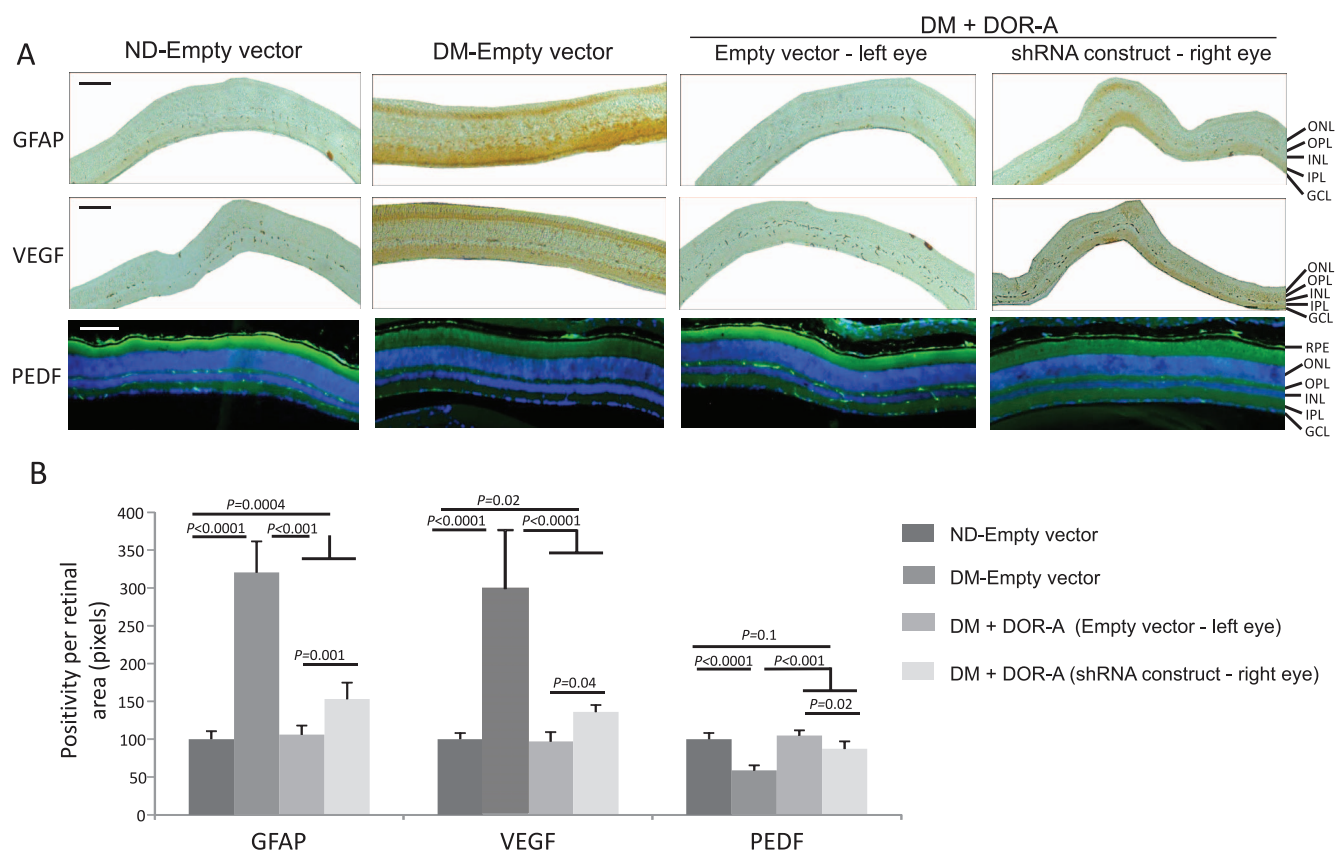 DM + DOR-A
A
ND-Empty vector
DM-Empty vector
Empty vector - left eye
shRNA construct - right eye
GFAP
ONL
OPL
INL
IPL
GCL
VEGF
ONL
OPL
INL
IPL
GCL
PEDF
RPE
ONL
OPL
INL
IPL
GCL
B
Positivity per retinal
area (pixels)
400
350
300
250
200
150
100
50
0
P=0.0004
P<0.0001
P<0.001
P=0.001
P=0.02
P<0.0001
P<0.0001
P=0.04
P=0.1
P<0.0001
P<0.001
P=0.02
GFAP
VEGF
PEDF
ND-Empty vector
DM-Empty vector
DM + DOR-A (Empty vector - left eye)
DM + DOR-A (shRNA construct - right eye)